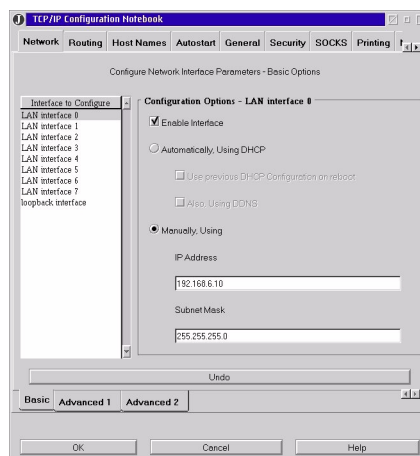 TCP/IP Configuration Notebook
Network Routing Host Names Autostart General Security SOCKS Printing
Configure Network Interface Parameters - Basic Options
Interface to Configure
LAN interface 0
LAN interface 1
LAN interface 2
LAN interface 3
LAN interface 4
LAN interface 5
LAN interface 6
LAN interface 7
loopback interface
Configuration Options - LAN interface 0
Enable Interface
Automatically, Using DHCP
Use previous DHCP Configuration on reboot
Also, Using DDNS
Manually, Using
IP Address
192.168.6.10
Subnet Mask
255.255.255.0
Undo
Basic Advanced 1 Advanced 2
OK Cancel Help